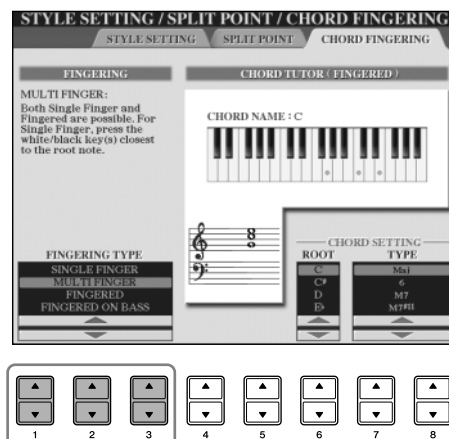 STYLE SETTING / SPLIT POINT / CHORD FINGERING
STYLE SETTING
SPLIT POINT
CHORD FINGERING
FINGERING
CHORD TUTOR ( FINGERED )
MULTI FINGER:
Both Single Finger and
Fingered are possible. For
Single Finger, press the
white/black key(s) closest
to the root note.
CHORD NAME : C
FINGERING TYPE
SINGLE FINGER
MULTI FINGER
FINGERED
FINGERED ON BASS
CHORD SETTING
ROOT
TYPE
C
C#
D
E♭
Maj
6
M7
M7#11
1 2 3 4 5 6 7 8